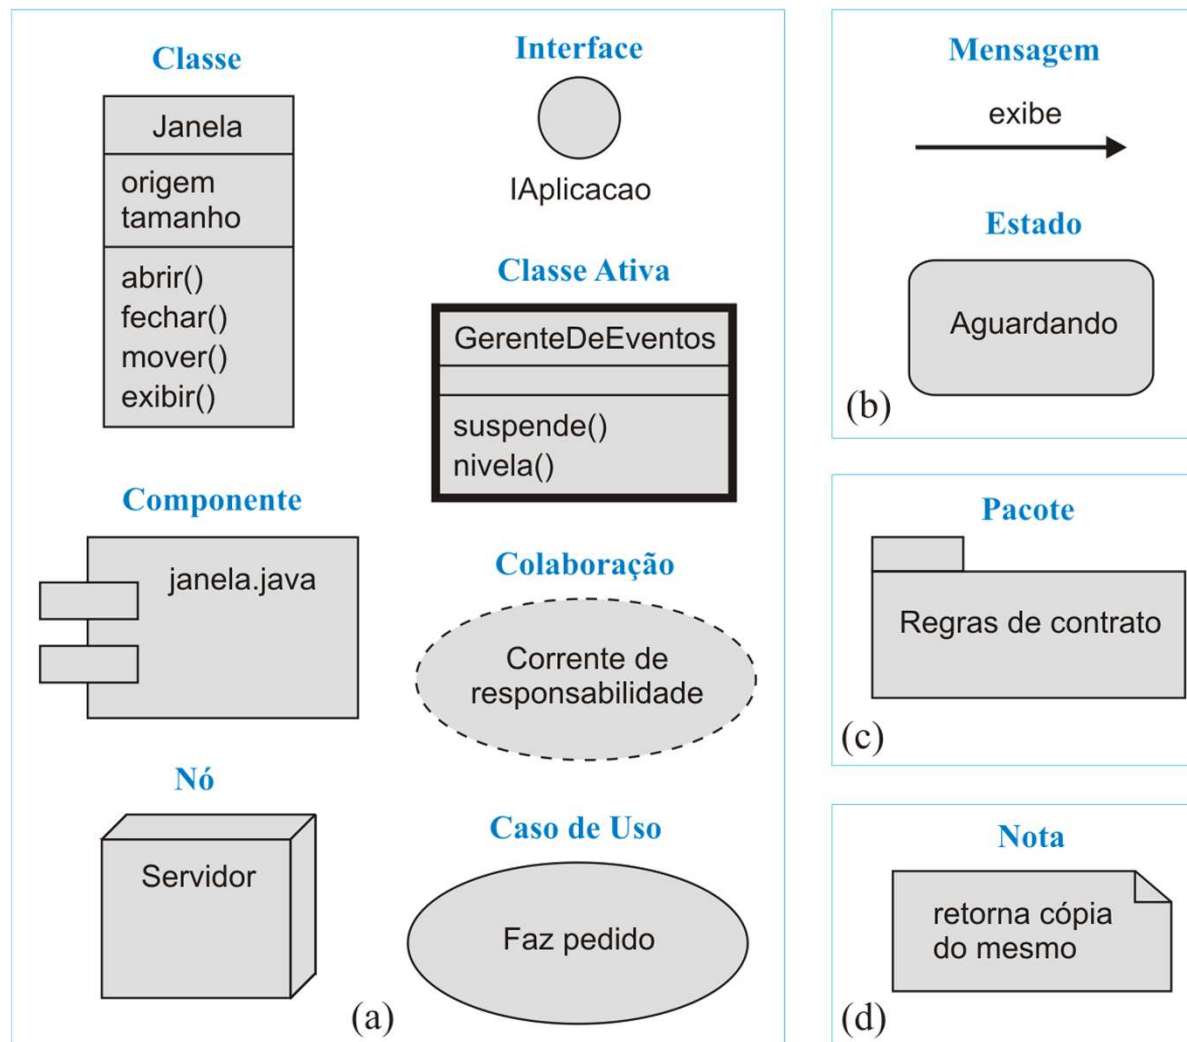 Classe
Janela
origem
tamanho
abrir()
fechar()
mover()
exibir()
Interface
IAplicacao
Classe Ativa
GerenteDeEventos
suspende()
nivela()
Componente
janela.java
Colaboração
Corrente de
responsabilidade
Nó
Servidor
Caso de Uso
Faz pedido
(a)
Mensagem
exibe
Estado
Aguardando
(b)
Pacote
Regras de contrato
(c)
Nota
retorna cópia
do mesmo
(d)